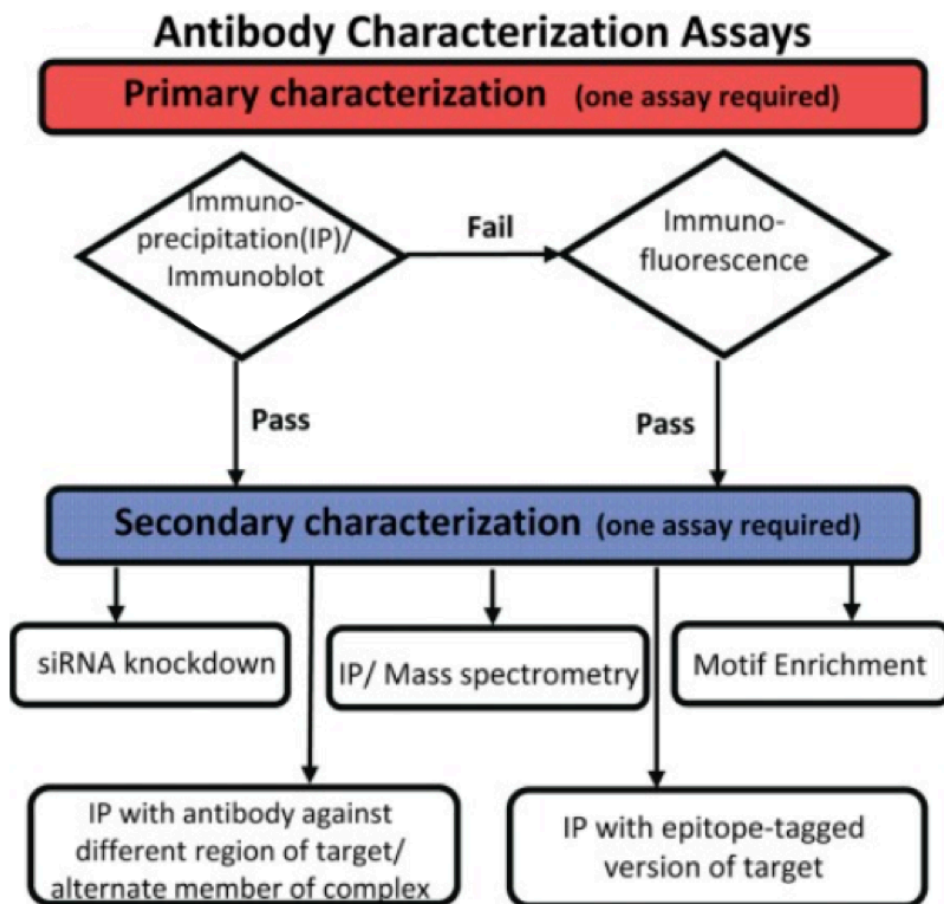 Antibody Characterization Assays
Primary characterization (one assay required)
Immuno-
precipitation(IP)/
Immunoblot
Fail
Immuno-
fluorescence
Pass
Pass
Secondary characterization (one assay required)
siRNA knockdown
IP/ Mass spectrometry
Motif Enrichment
IP with antibody against
different region of target/
alternate member of complex
IP with epitope-tagged
version of target